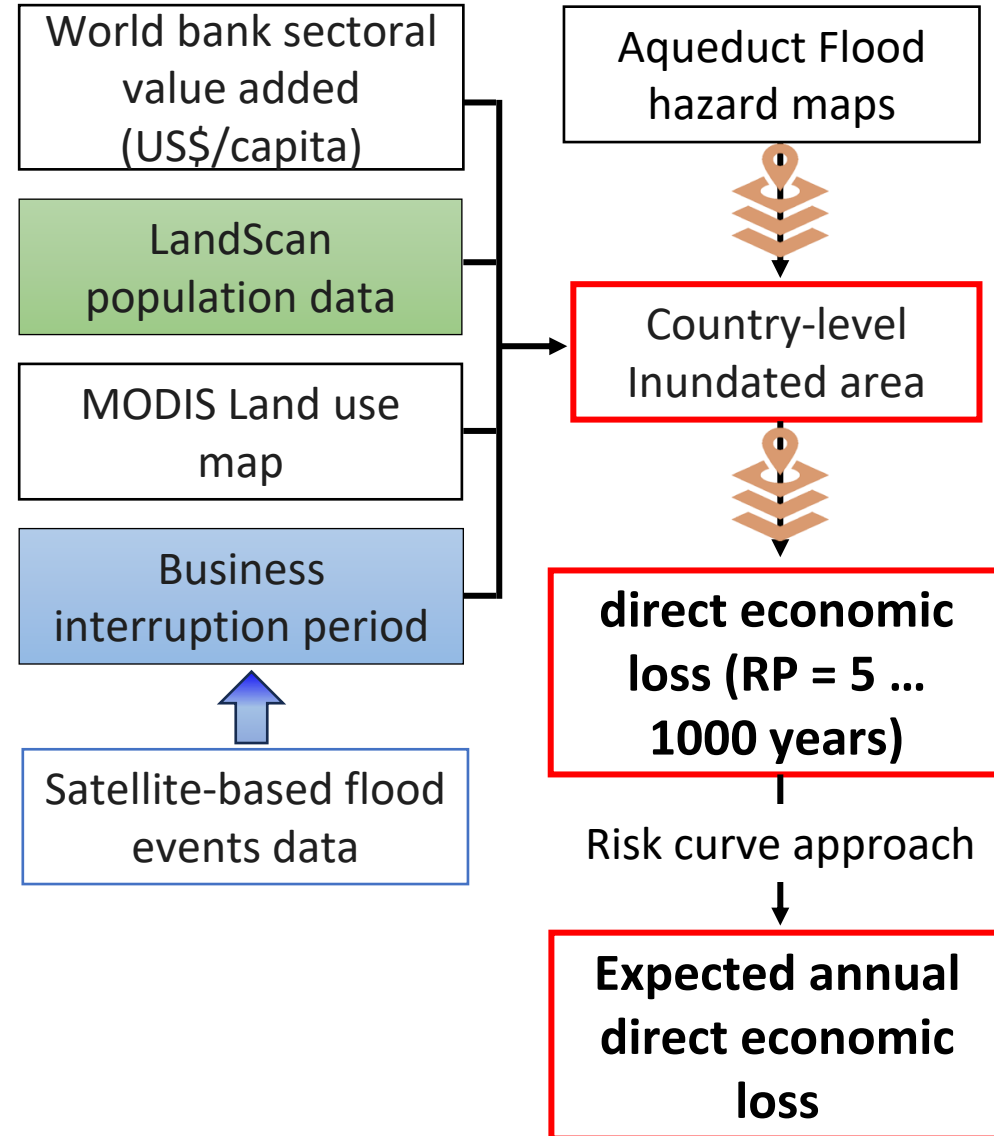 World bank sectoral
value added
(US$/capita)
LandScan
population data
MODIS Land use
map
Business
interruption period
Satellite-based flood
events data
Aqueduct Flood
hazard maps
Country-level
Inundated area
direct economic
loss (RP = 5 ...
1000 years)
Risk curve approach
Expected annual
direct economic
loss